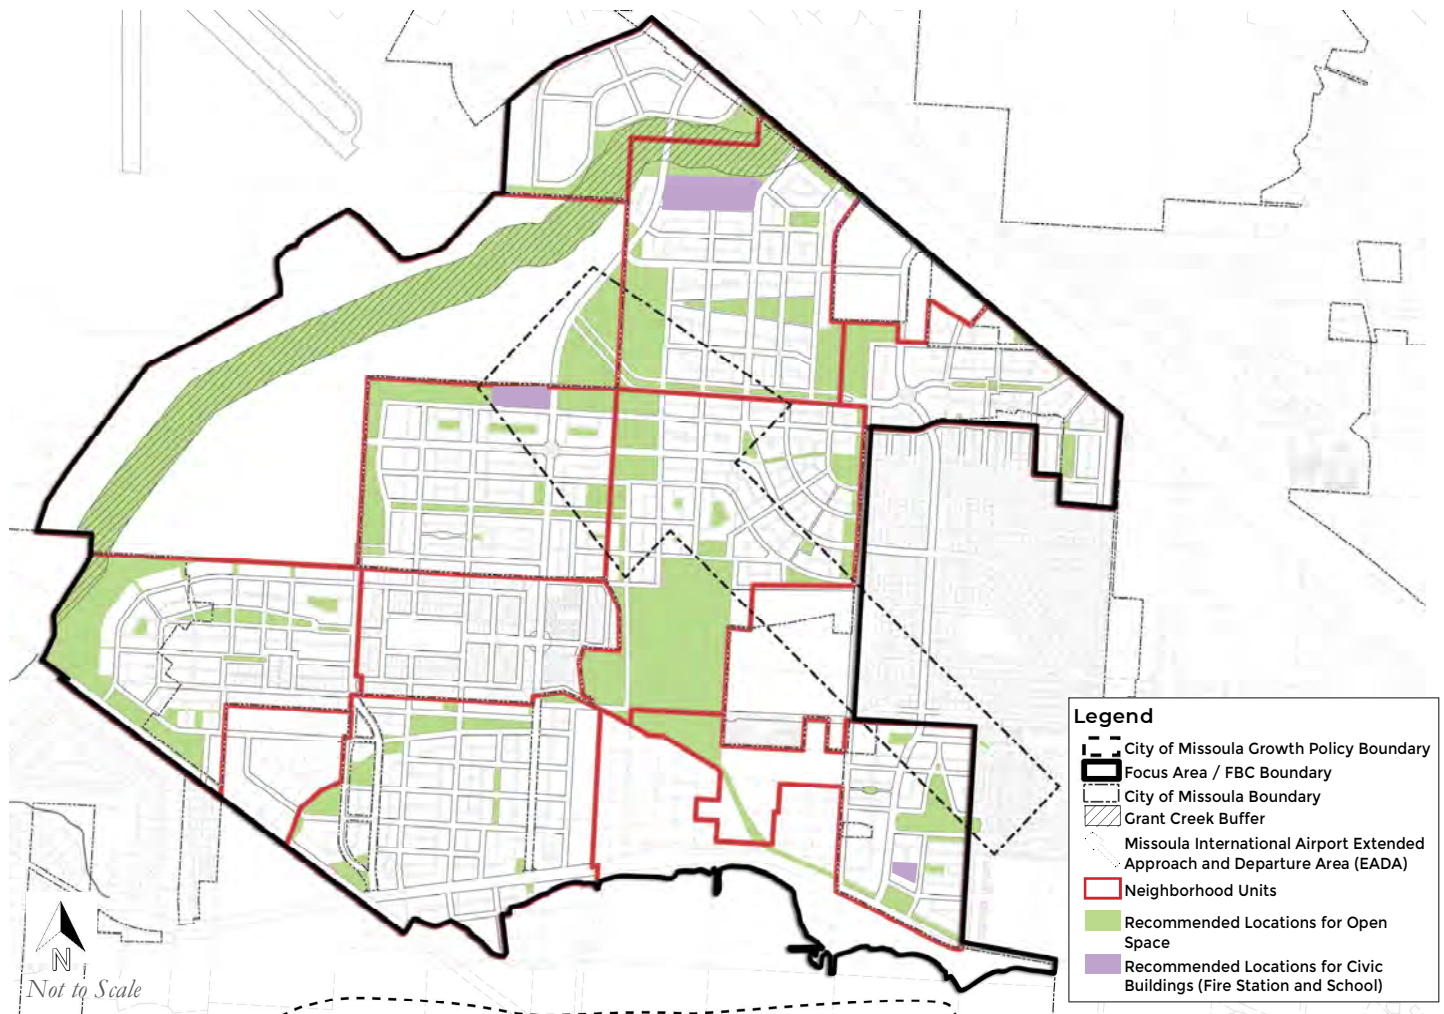 Legend
City of Missoula Growth Policy Boundary
Focus Area / FBC Boundary
City of Missoula Boundary
Grant Creek Buffer
Missoula International Airport Extended
Approach and Departure Area (EADA)
Neighborhood Units
Recommended Locations for Open
Space
Recommended Locations for Civic
Buildings (Fire Station and School)
N
Not to Scale